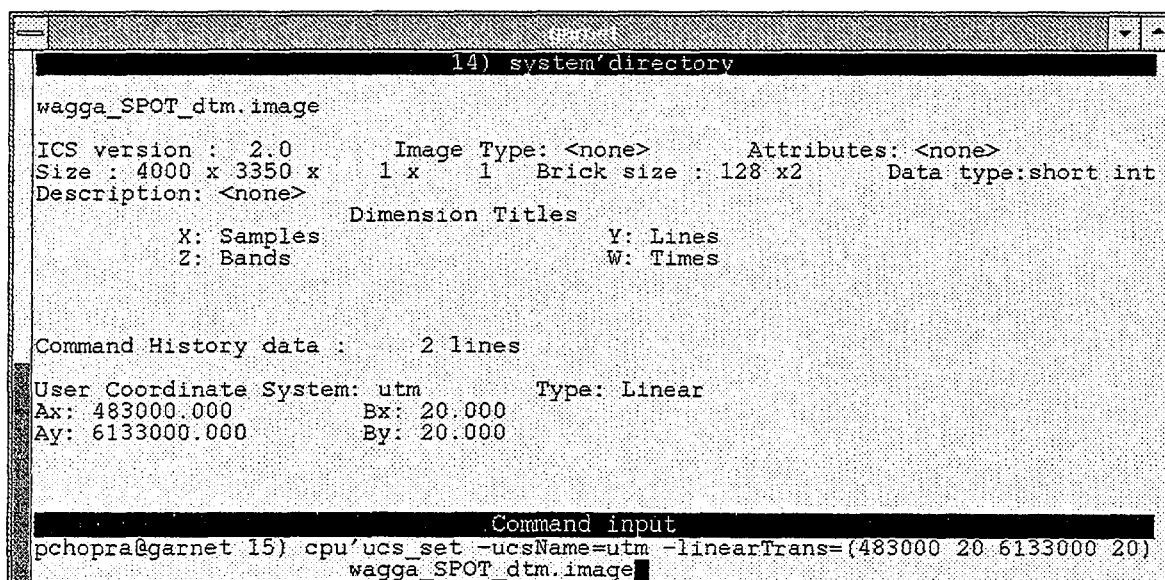 garnet
14) system'directory
wagga_SPOT_dtm.image
ICS version : 2.0 Image Type: <none> Attributes: <none>
Size : 4000 x 3350 x 1 x 1 Brick size : 128 x2 Data type:short int
Description: <none>
Dimension Titles
X: Samples Y: Lines
Z: Bands W: Times
Command History data : 2 lines
User Coordinate System: utm Type: Linear
Ax: 483000.000 Bx: 20.000
Ay: 6133000.000 By: 20.000
Command input
pchopra@garnet 15) cpu'ucs_set -ucsName=utm -linearTrans=(483000 20 6133000 20)
wagga_SPOT_dtm.image